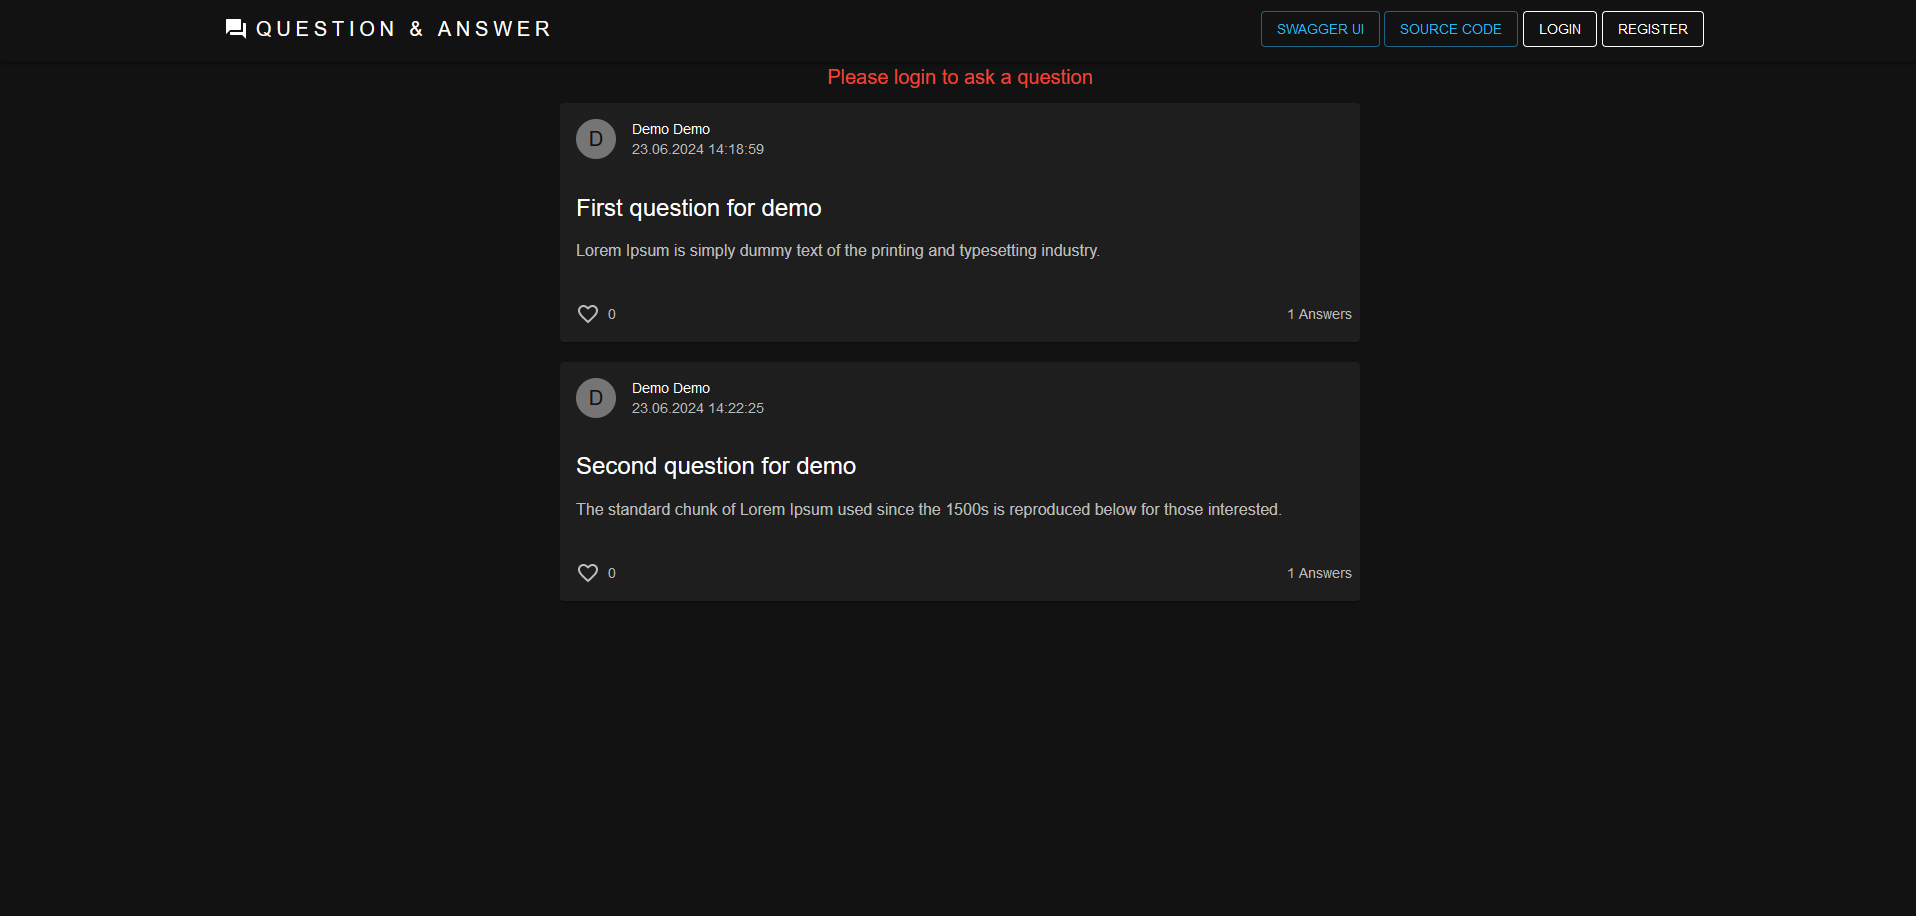 QUESTION & ANSWER
SWAGGER UI
SOURCE CODE
LOGIN
REGISTER
Please login to ask a question
D
Demo Demo
23.06.2024 14:18:59
First question for demo
Lorem Ipsum is simply dummy text of the printing and typesetting industry.
0
1 Answers
D
Demo Demo
23.06.2024 14:22:25
Second question for demo
The standard chunk of Lorem Ipsum used since the 1500s is reproduced below for those interested.
0
1 Answers